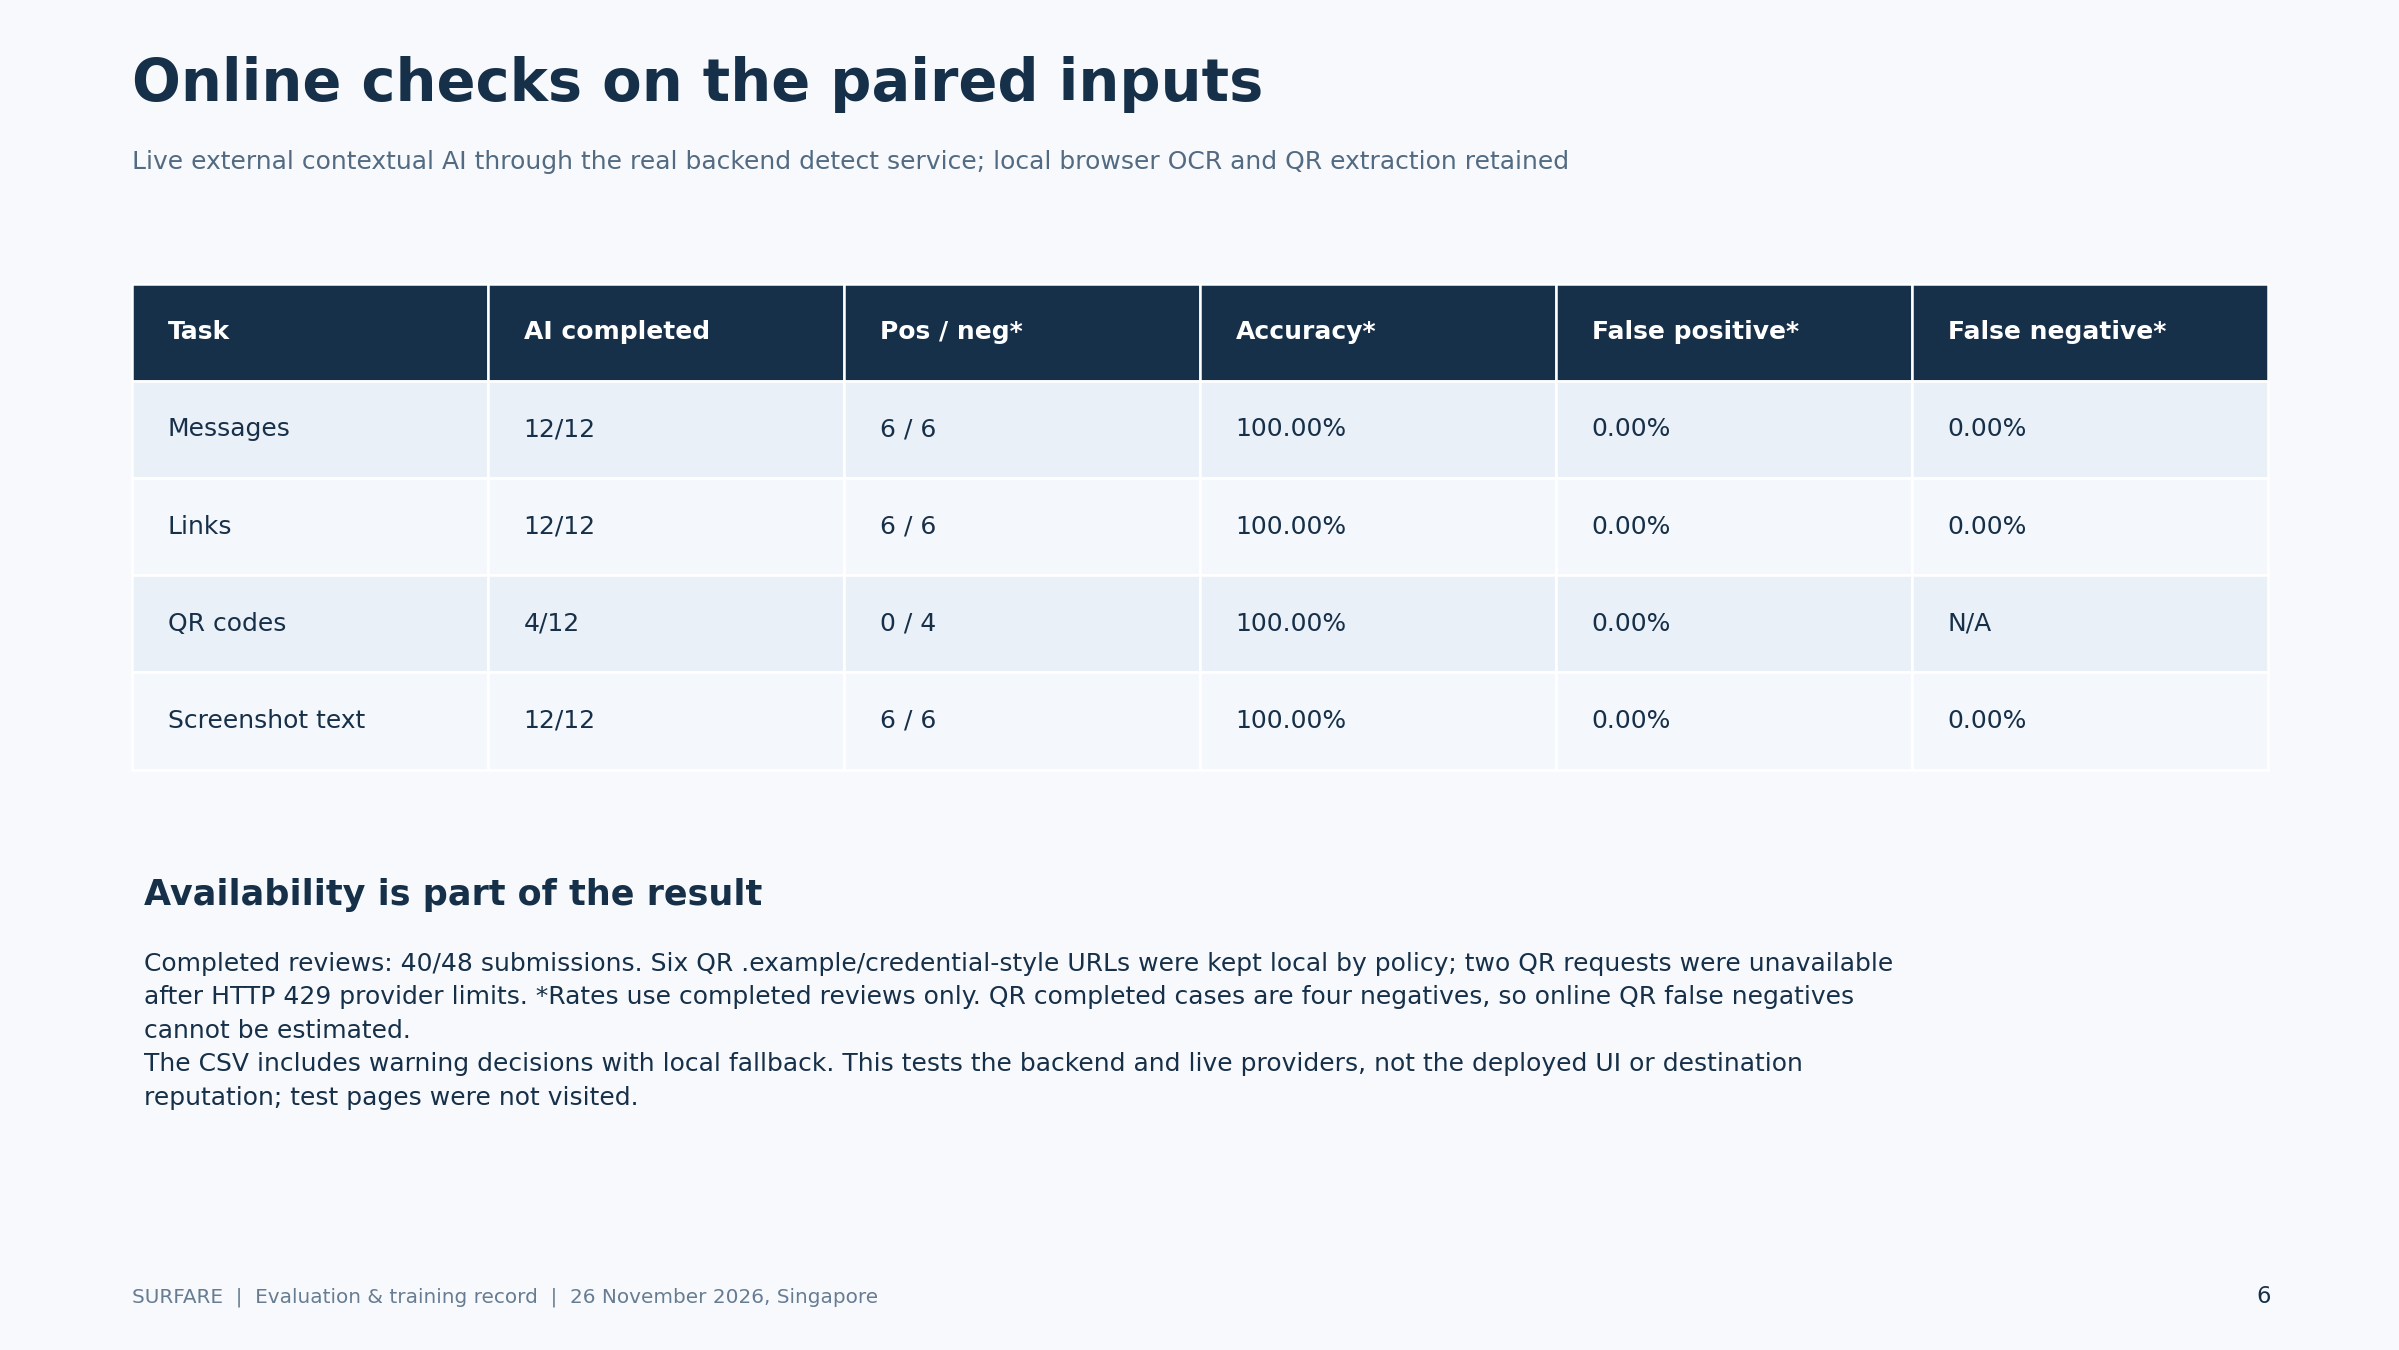 Online checks on the paired inputs
Live external contextual AI through the real backend detect service; local browser OCR and QR extraction retained
Task AI completed Pos / neg* Accuracy* False positive* False negative*
Messages 12/12 6 / 6 100.00% 0.00% 0.00%
Links 12/12 6 / 6 100.00% 0.00% 0.00%
QR codes 4/12 0 / 4 100.00% 0.00% N/A
Screenshot text 12/12 6 / 6 100.00% 0.00% 0.00%
Availability is part of the result
Completed reviews: 40/48 submissions. Six QR .example/credential-style URLs were kept local by policy; two QR requests were unavailable
after HTTP 429 provider limits. *Rates use completed reviews only. QR completed cases are four negatives, so online QR false negatives
cannot be estimated.
The CSV includes warning decisions with local fallback. This tests the backend and live providers, not the deployed UI or destination
reputation; test pages were not visited.
SURFARE | Evaluation & training record | 26 November 2026, Singapore
6